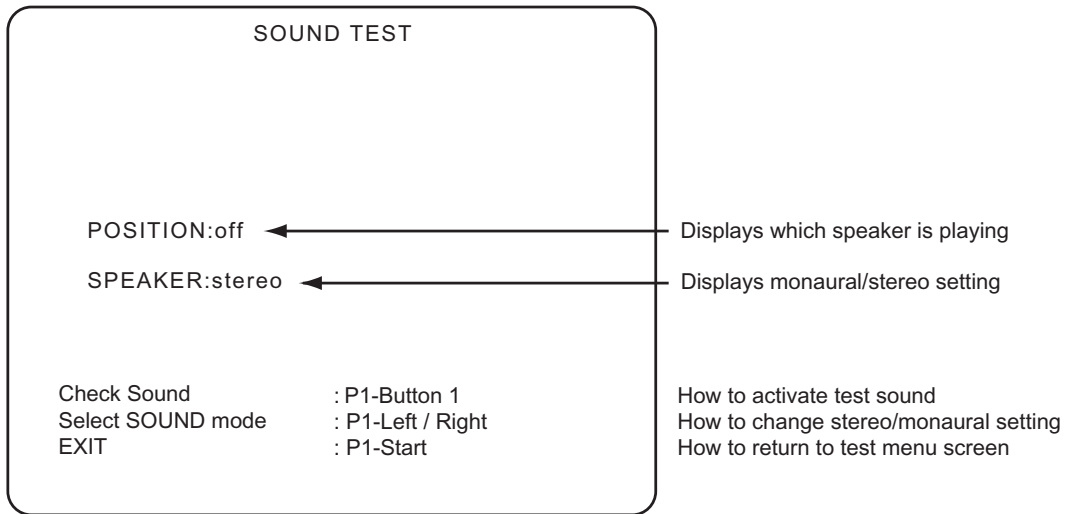 SOUND TEST
POSITION:off
Displays which speaker is playing
SPEAKER:stereo
Displays monaural/stereo setting
Check Sound : P1-Button 1 How to activate test sound
Select SOUND mode : P1-Left / Right How to change stereo/monaural setting
EXIT : P1-Start How to return to test menu screen